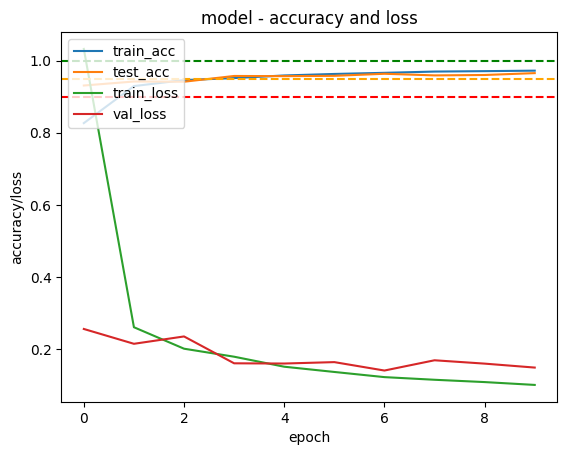 model - accuracy and loss
train_acc
test_acc
train_loss
val_loss
accuracy/loss
1.0
0.8
0.6
0.4
0.2
0 2 4 6 8
epoch